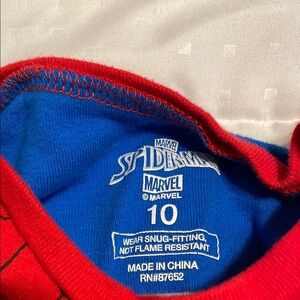 MARVEL
SPIDER-MAN
MARVEL
© MARVEL
10
WEAR SNUG-FITTING,
NOT FLAME RESISTANT
MADE IN CHINA
RN#87652